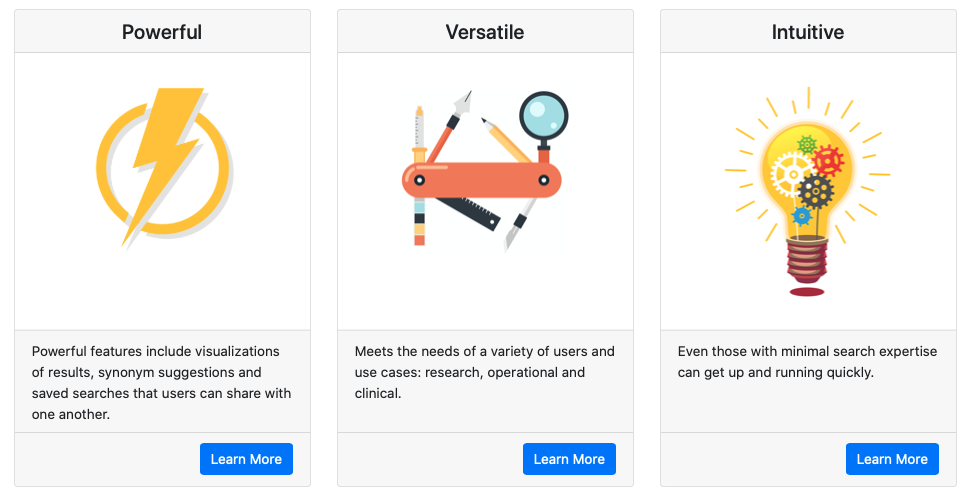 Powerful
Powerful features include visualizations
of results, synonym suggestions and
saved searches that users can share with
one another.
Learn More
Versatile
Meets the needs of a variety of users and
use cases: research, operational and
clinical.
Learn More
Intuitive
Even those with minimal search expertise
can get up and running quickly.
Learn More